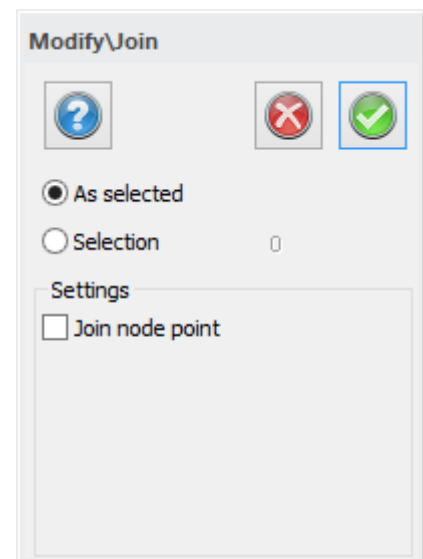 Modify\Join
?
As selected
Selection 0
Settings
Join node point